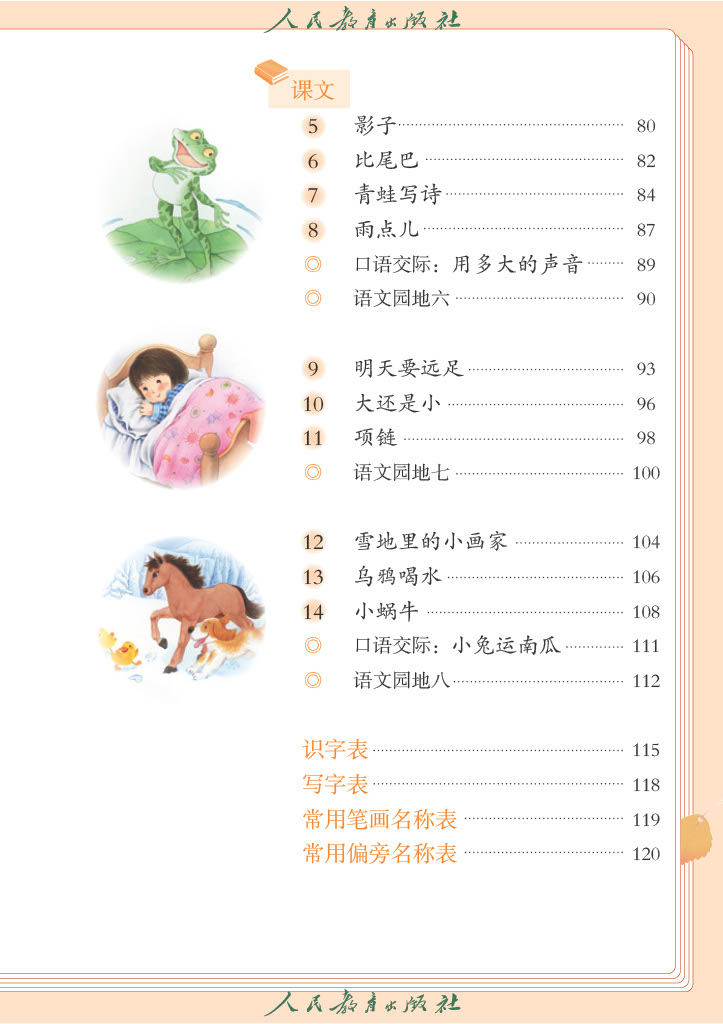 人民教育出版社
课文
5 影子 80
6 比尾巴 82
7 青蛙写诗 84
8 雨点儿 87
◎ 口语交际：用多大的声音 89
◎ 语文园地六 90
9 明天要远足 93
10 大还是小 96
11 项链 98
◎ 语文园地七 100
12 雪地里的小画家 104
13 乌鸦喝水 106
14 小蜗牛 108
◎ 口语交际：小兔运南瓜 111
◎ 语文园地八 112
识字表 115
写字表 118
常用笔画名称表 119
常用偏旁名称表 120
人民教育出版社